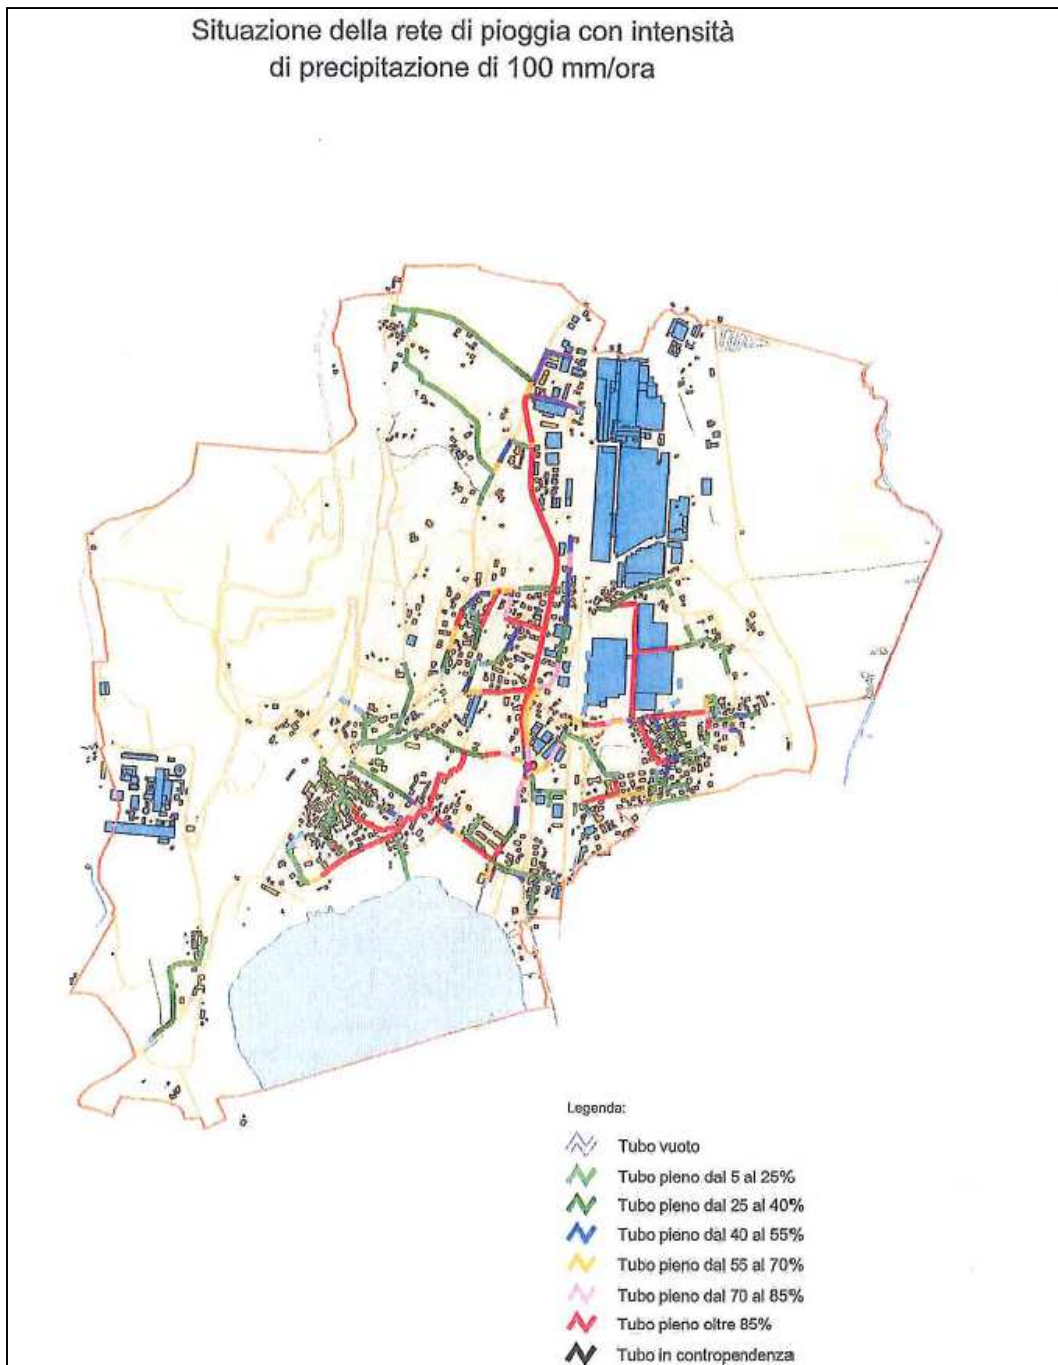 Situazione della rete di pioggia con intensità
di precipitazione di 100 mm/ora
Legenda:
Tubo vuoto
Tubo pieno dal 5 al 25%
Tubo pieno dal 25 al 40%
Tubo pieno dal 40 al 55%
Tubo pieno dal 55 al 70%
Tubo pieno dal 70 al 85%
Tubo pieno oltre 85%
Tubo in contropendenza